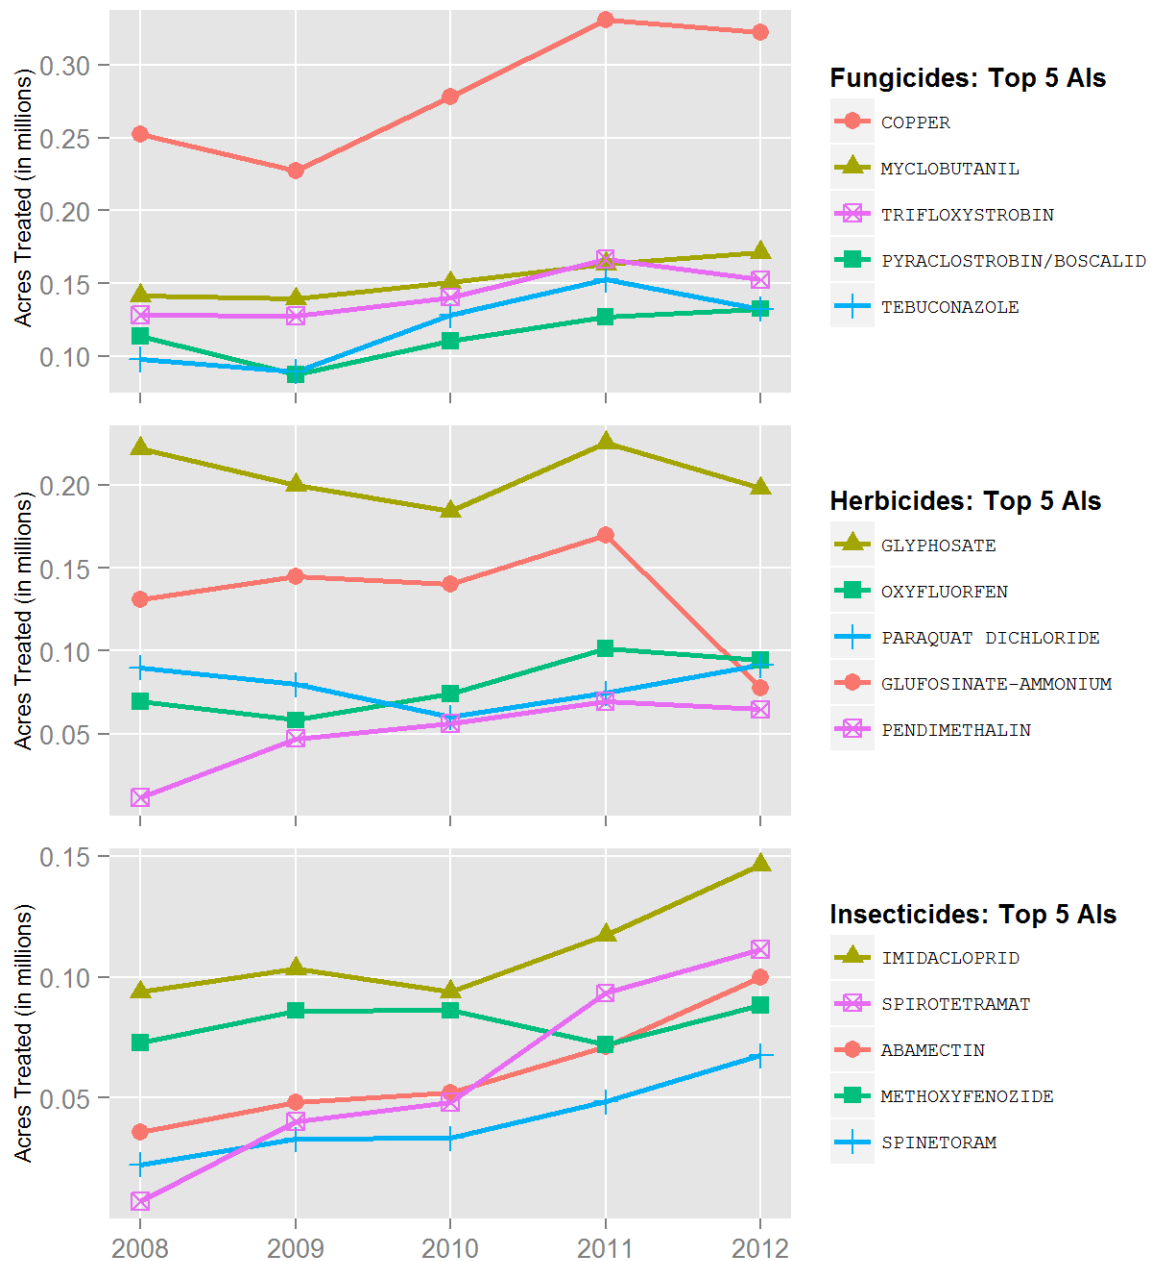 Acres Treated (in millions)
0.30
0.25
0.20
0.15
0.10
Fungicides: Top 5 AIs
COPPER
MYCLOBUTANIL
TRIFLOXYSTROBIN
PYRACLOSTROBIN/BOSCALID
TEBUCONAZOLE
Acres Treated (in millions)
0.20
0.15
0.10
0.05
Herbicides: Top 5 AIs
GLYPHOSATE
OXYFLUORFEN
PARAQUAT DICHLORIDE
GLUFOSINATE-AMMONIUM
PENDIMETHALIN
Acres Treated (in millions)
0.15
0.10
0.05
Insecticides: Top 5 AIs
IMIDACLOPRID
SPIROTETRAMAT
ABAMECTIN
METHOXYFENOZIDE
SPINETORAM
2008 2009 2010 2011 2012